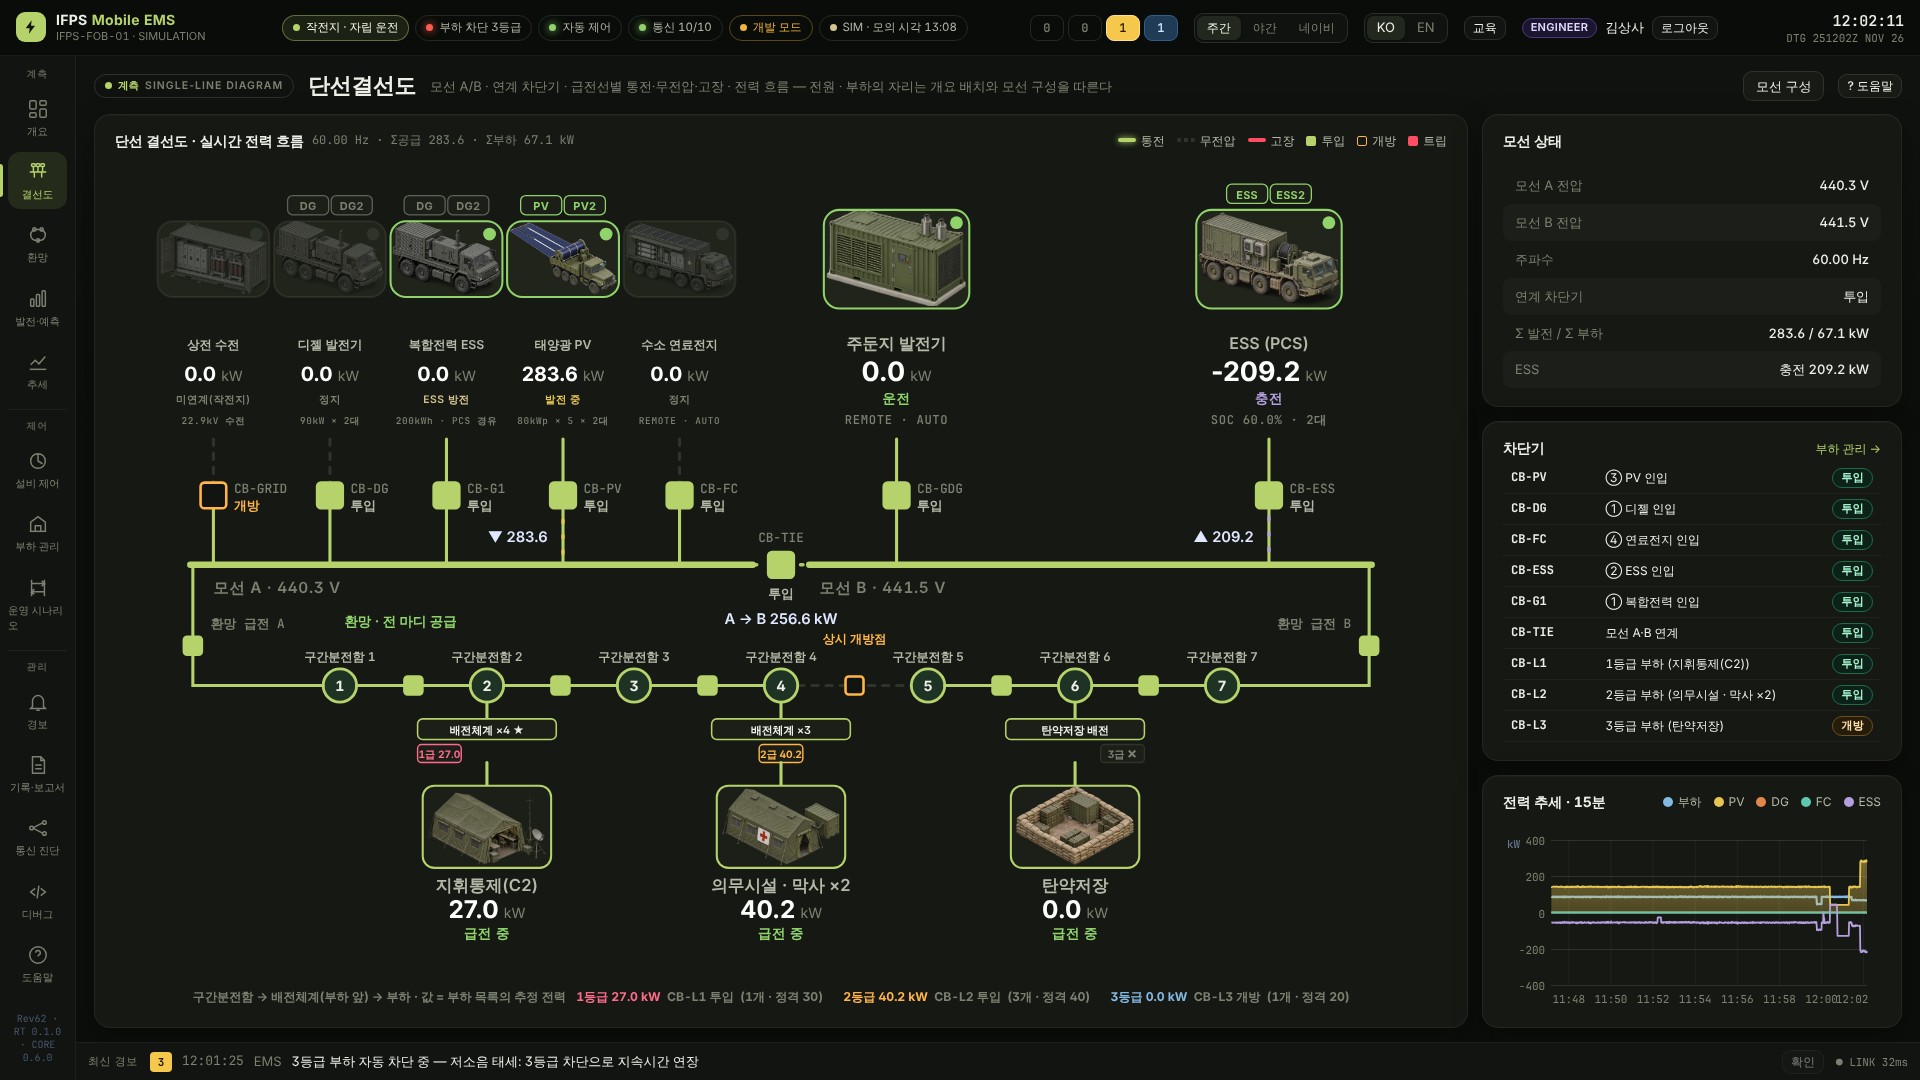 IFPS Mobile EMS
IFPS-FOB-01 · SIMULATION
작전지 · 자립 운전
부하 차단 3등급
자동 제어
통신 10/10
개발 모드
SIM · 모의 시각 13:08
0 0 1 1
주간 야간 네이비
KO EN
교육
ENGINEER 김상사 로그아웃
12:02:11
DTG 251202Z NOV 26
계측
개요
결선도
환망
발전·예측
추세
제어
설비 제어
부하 관리
운영 시나리오
관리
경보
기록·보고서
통신 진단
디버그
도움말
Rev62 ·
RT 0.1.0
· CORE
0.6.0
계측 SINGLE-LINE DIAGRAM
단선결선도
모선 A/B · 연계 차단기 · 급전선별 통전·무전압·고장 · 전력 흐름 — 전원 · 부하의 자리는 개요 배치와 모선 구성을 따른다
모선 구성
? 도움말
단선 결선도 · 실시간 전력 흐름 60.00 Hz · Σ공급 283.6 · Σ부하 67.1 kW
통전 무전압 고장 투입 개방 트립
DG DG2
DG DG2
PV PV2
ESS ESS2
상전 수전
0.0 kW
미연계(작전지)
22.9kV 수전
디젤 발전기
0.0 kW
정지
90kW × 2대
복합전력 ESS
0.0 kW
ESS 방전
200kWh · PCS 경유
태양광 PV
283.6 kW
발전 중
80kWp × 5 × 2대
수소 연료전지
0.0 kW
정지
REMOTE · AUTO
주둔지 발전기
0.0 kW
운전
REMOTE · AUTO
ESS (PCS)
-209.2 kW
충전
SOC 60.0% · 2대
CB-GRID
개방
CB-DG
투입
CB-G1
투입
CB-PV
투입
CB-FC
투입
CB-GDG
투입
CB-ESS
투입
▼ 283.6
▲ 209.2
CB-TIE
투입
모선 A · 440.3 V
모선 B · 441.5 V
A → B 256.6 kW
환망 급전 A
환망 · 전 마디 공급
상시 개방점
환망 급전 B
구간분전함 1
구간분전함 2
구간분전함 3
구간분전함 4
구간분전함 5
구간분전함 6
구간분전함 7
1 2 3 4 5 6 7
배전체계 ×4 ★
1급 27.0
배전체계 ×3
2급 40.2
탄약저장 배전
3급 ✕
지휘통제(C2)
27.0 kW
급전 중
의무시설 · 막사 ×2
40.2 kW
급전 중
탄약저장
0.0 kW
급전 중
구간분전함 → 배전체계(부하 앞) → 부하 · 값 = 부하 목록의 추정 전력 1등급 27.0 kW CB-L1 투입 (1개 · 정격 30) 2등급 40.2 kW CB-L2 투입 (3개 · 정격 40) 3등급 0.0 kW CB-L3 개방 (1개 · 정격 20)
모선 상태
모선 A 전압 440.3 V
모선 B 전압 441.5 V
주파수 60.00 Hz
연계 차단기 투입
Σ 발전 / Σ 부하 283.6 / 67.1 kW
ESS 충전 209.2 kW
차단기 부하 관리 →
CB-PV ③ PV 인입 투입
CB-DG ① 디젤 인입 투입
CB-FC ④ 연료전지 인입 투입
CB-ESS ② ESS 인입 투입
CB-G1 ① 복합전력 인입 투입
CB-TIE 모선 A·B 연계 투입
CB-L1 1등급 부하 (지휘통제(C2)) 투입
CB-L2 2등급 부하 (의무시설 · 막사 ×2) 투입
CB-L3 3등급 부하 (탄약저장) 개방
전력 추세 · 15분
부하 PV DG FC ESS
kW 400
200
0
-200
-400
11:48 11:50 11:52 11:54 11:56 11:58 12:00 12:02
최신 경보 3 12:01:25 EMS 3등급 부하 자동 차단 중 — 저소음 태세: 3등급 차단으로 지속시간 연장
확인
LINK 32ms